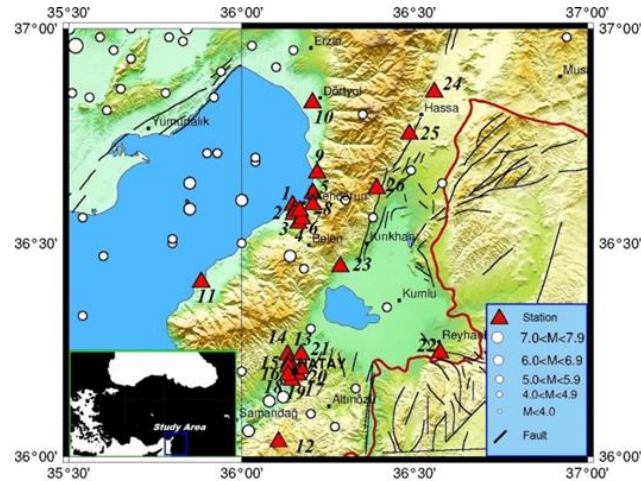 35°30'
36°00'
36°30'
37°00'
37°00'
37°00'
Erzin
Mus
24
Dörtyol
10
Hassa
Yumurtalık
25
9
5
1
26
2
8
3
4
6
Belen
Kırıkhan
36°30'
36°30'
23
11
Kumlu
Station
7.0<M<7.9
6.0<M<6.9
5.0<M<5.9
4.0<M<4.9
M<4.0
Fault
14
13
21
Reyhanl
22
15
16
20
18
19
17
Altınözü
Samandağ
Study Area
12
36°00'
36°00'
35°30'
36°00'
36°30'
37°00'